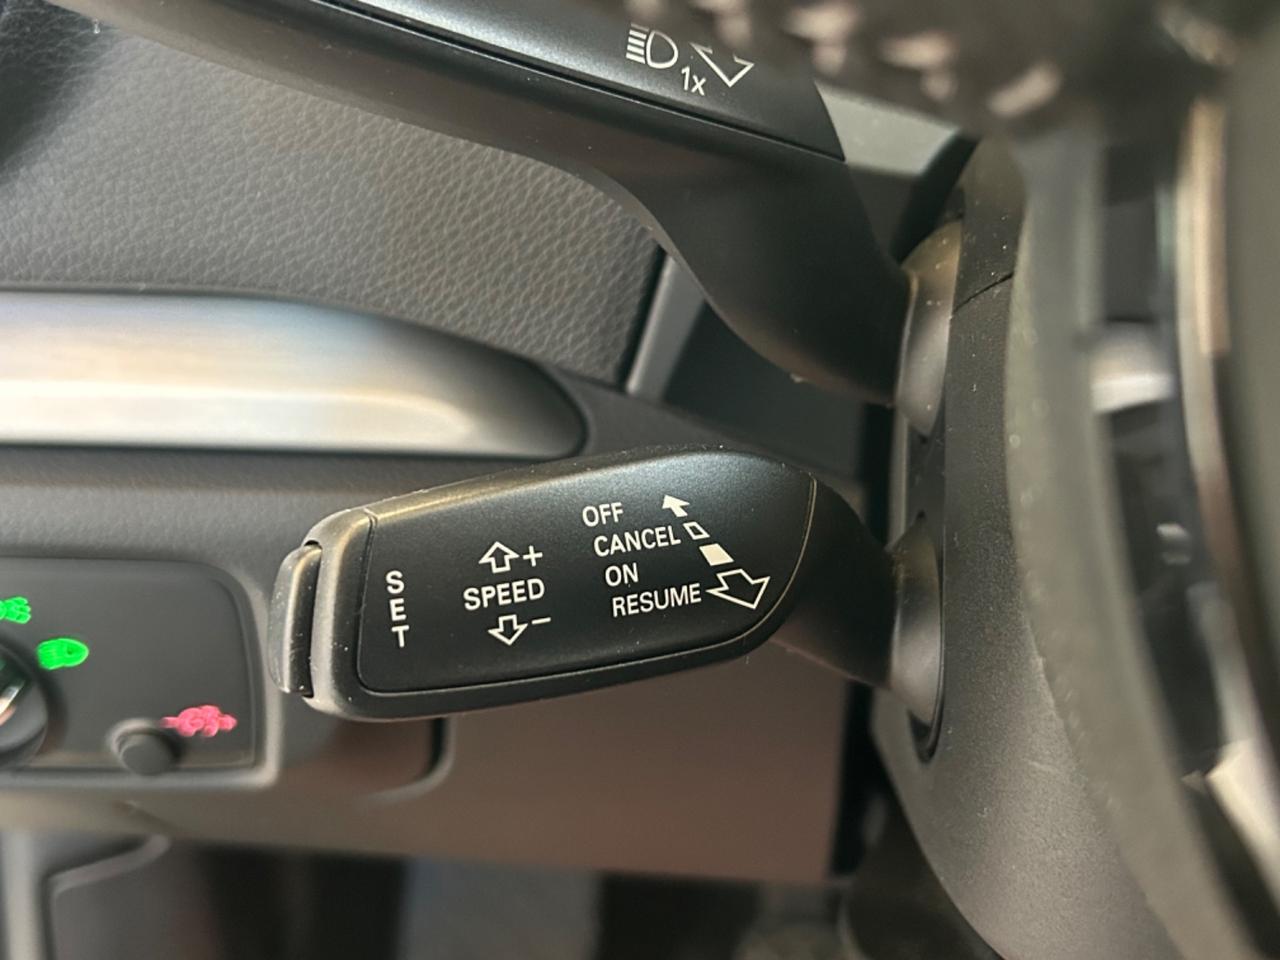 1x
SET
+
SPEED
−
OFF
CANCEL
ON
RESUME